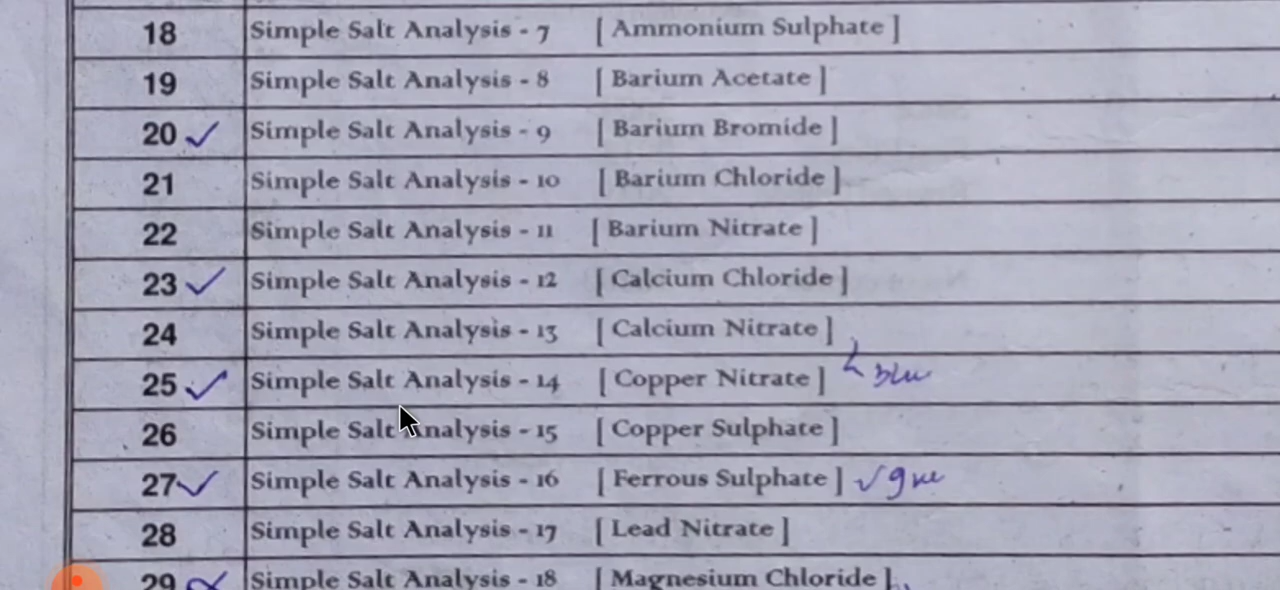 18 Simple Salt Analysis - 7 [ Ammonium Sulphate ]
19 Simple Salt Analysis - 8 [ Barium Acetate ]
20 ✓ Simple Salt Analysis - 9 [ Barium Bromide ]
21 Simple Salt Analysis - 10 [ Barium Chloride ]
22 Simple Salt Analysis - 11 [ Barium Nitrate ]
23 ✓ Simple Salt Analysis - 12 [ Calcium Chloride ]
24 Simple Salt Analysis - 13 [ Calcium Nitrate ]
25 ✓ Simple Salt Analysis - 14 [ Copper Nitrate ] blue
26 Simple Salt Analysis - 15 [ Copper Sulphate ]
27 ✓ Simple Salt Analysis - 16 [ Ferrous Sulphate ] ✓
28 Simple Salt Analysis - 17 [ Lead Nitrate ]
29 Simple Salt Analysis - 18 [ Magnesium Chloride ]